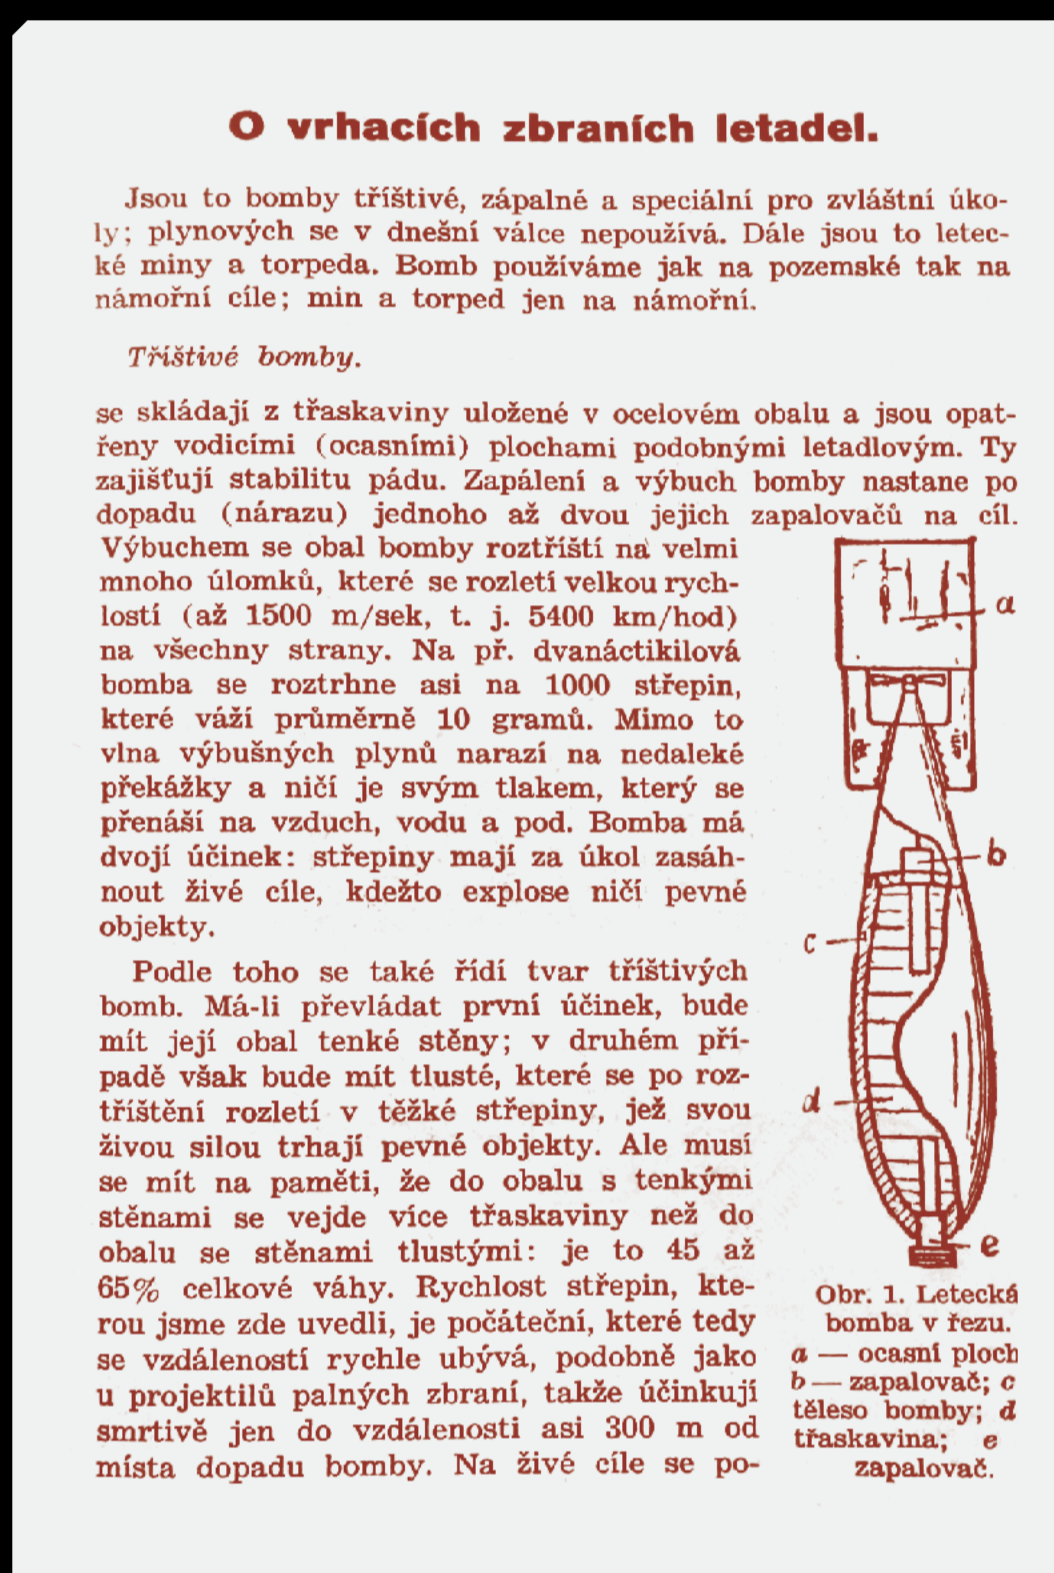 O vrhacích zbraních letadel.
Jsou to bomby tříštivé, zápalné a speciální pro zvláštní úko-
ly; plynových se v dnešní válce nepoužívá. Dále jsou to letec-
ké miny a torpeda. Bomb používáme jak na pozemské tak na
námořní cíle; min a torped jen na námořní.
Tříštivé bomby.
se skládají z třaskaviny uložené v ocelovém obalu a jsou opat-
řeny vodicími (ocasními) plochami podobnými letadlovým. Ty
zajišťují stabilitu pádu. Zapálení a výbuch bomby nastane po
dopadu (nárazu) jednoho až dvou jejich zapalovačů na cíl.
Výbuchem se obal bomby roztříští na velmi
mnoho úlomků, které se rozletí velkou rych-
lostí (až 1500 m/sek, t. j. 5400 km/hod)
na všechny strany. Na př. dvanáctikilová
bomba se roztrhne asi na 1000 střepin,
které váží průměrně 10 gramů. Mimo to
vlna výbušných plynů narazí na nedaleké
překážky a ničí je svým tlakem, který se
přenáší na vzduch, vodu a pod. Bomba má
dvojí účinek: střepiny mají za úkol zasáh-
nout živé cíle, kdežto explose ničí pevné
objekty.
Podle toho se také řídí tvar tříštivých
bomb. Má-li převládat první účinek, bude
mít její obal tenké stěny; v druhém pří-
padě však bude mít tlusté, které se po roz-
tříštění rozletí v těžké střepiny, jež svou
živou silou trhají pevné objekty. Ale musí
se mít na paměti, že do obalu s tenkými
stěnami se vejde více třaskaviny než do
obalu se stěnami tlustými: je to 45 až
65% celkové váhy. Rychlost střepin, kte-
rou jsme zde uvedli, je počáteční, které tedy
se vzdáleností rychle ubývá, podobně jako
u projektilů palných zbraní, takže účinkují
smrtivě jen do vzdálenosti asi 300 m od
místa dopadu bomby. Na živé cíle se po-
a
b
c
d
e
Obr. 1. Letecká
bomba v řezu.
a — ocasní ploch
b — zapalovač; c
těleso bomby; d
třaskavina; e
zapalovač.